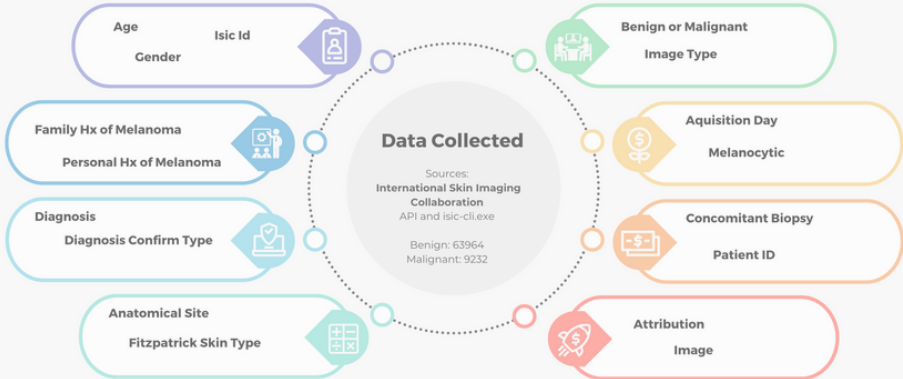 Age
Isic Id
Gender
Family Hx of Melanoma
Personal Hx of Melanoma
Diagnosis
Diagnosis Confirm Type
Anatomical Site
Fitzpatrick Skin Type
Data Collected
Sources:
International Skin Imaging
Collaboration
API and isic-cli.exe
Benign: 63964
Malignant: 9232
Benign or Malignant
Image Type
Aquisition Day
Melanocytic
Concomitant Biopsy
Patient ID
Attribution
Image